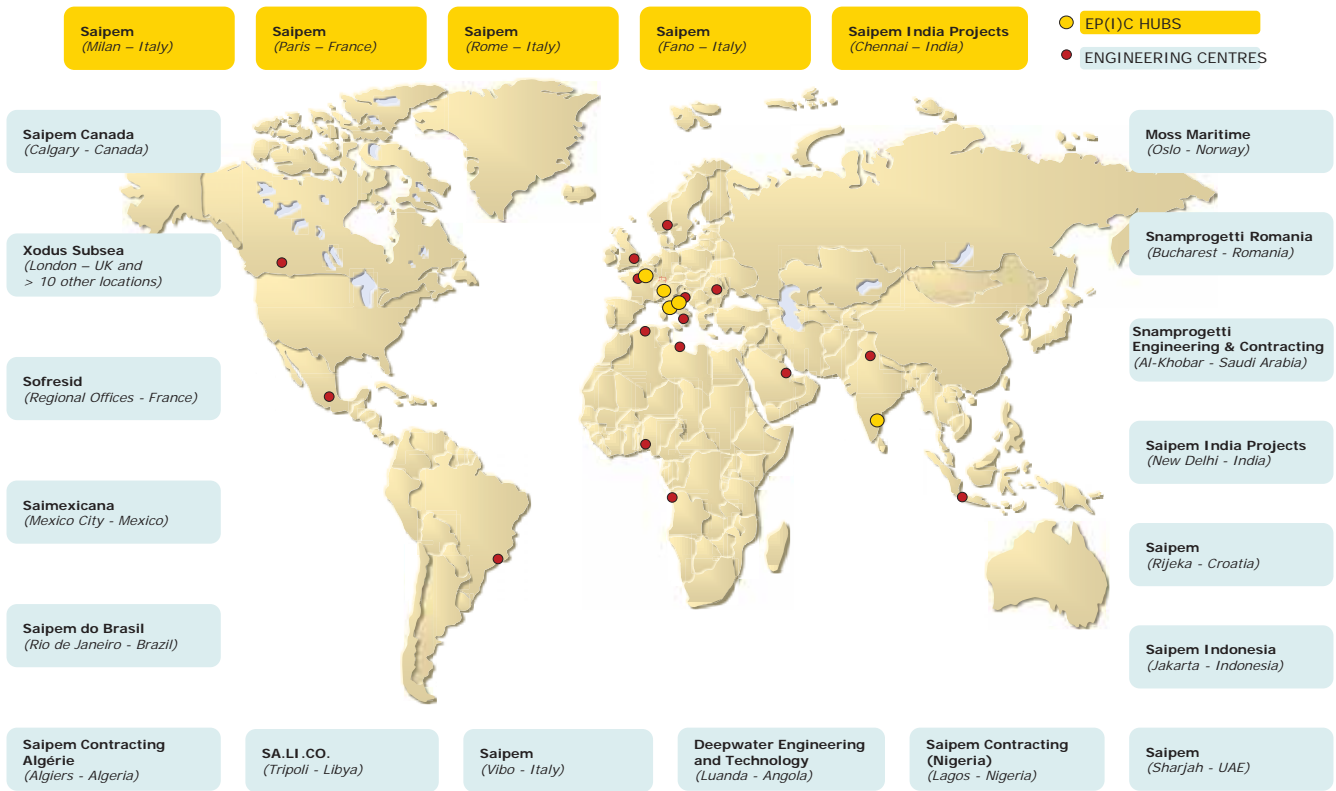 Saipem
(Milan – Italy)
Saipem
(Paris – France)
Saipem
(Rome – Italy)
Saipem
(Fano – Italy)
Saipem India Projects
(Chennai – India)
EP(I)C HUBS
ENGINEERING CENTRES
Saipem Canada
(Calgary - Canada)
Xodus Subsea
(London – UK and
> 10 other locations)
Sofresid
(Regional Offices - France)
Saimexicana
(Mexico City - Mexico)
Saipem do Brasil
(Rio de Janeiro - Brazil)
Moss Maritime
(Oslo - Norway)
Snamprogetti Romania
(Bucharest - Romania)
Snamprogetti
Engineering & Contracting
(Al-Khobar - Saudi Arabia)
Saipem India Projects
(New Delhi - India)
Saipem
(Rijeka - Croatia)
Saipem Indonesia
(Jakarta - Indonesia)
Saipem Contracting
Algérie
(Algiers - Algeria)
SA.LI.CO.
(Tripoli - Libya)
Saipem
(Vibo - Italy)
Deepwater Engineering
and Technology
(Luanda - Angola)
Saipem Contracting
(Nigeria)
(Lagos - Nigeria)
Saipem
(Sharjah - UAE)